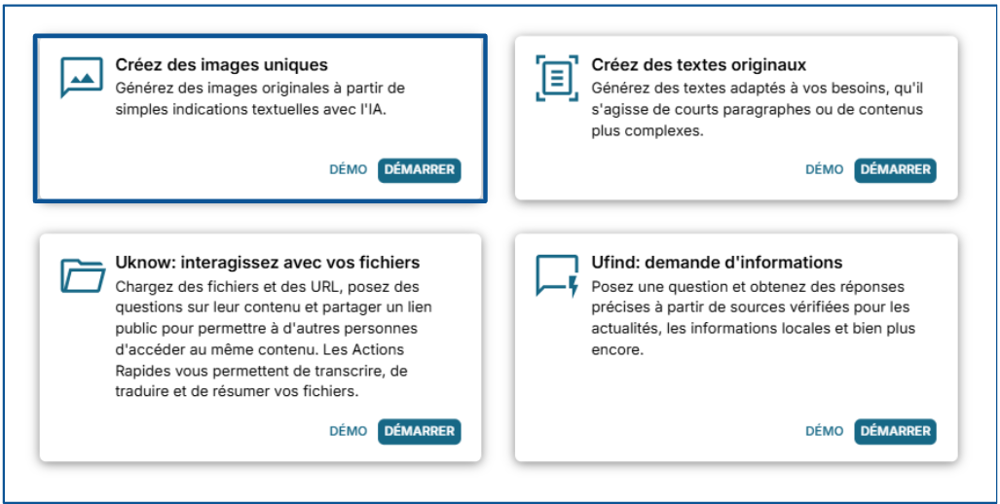 Créez des images uniques
Générez des images originales à partir de
simples indications textuelles avec l'IA.
DÉMO DÉMARRER
Créez des textes originaux
Générez des textes adaptés à vos besoins, qu'il
s'agisse de courts paragraphes ou de contenus
plus complexes.
DÉMO DÉMARRER
Uknow: interagissez avec vos fichiers
Chargez des fichiers et des URL, posez des
questions sur leur contenu et partager un lien
public pour permettre à d'autres personnes
d'accéder au même contenu. Les Actions
Rapides vous permettent de transcrire, de
traduire et de résumer vos fichiers.
DÉMO DÉMARRER
Ufind: demande d'informations
Posez une question et obtenez des réponses
précises à partir de sources vérifiées pour les
actualités, les informations locales et bien plus
encore.
DÉMO DÉMARRER